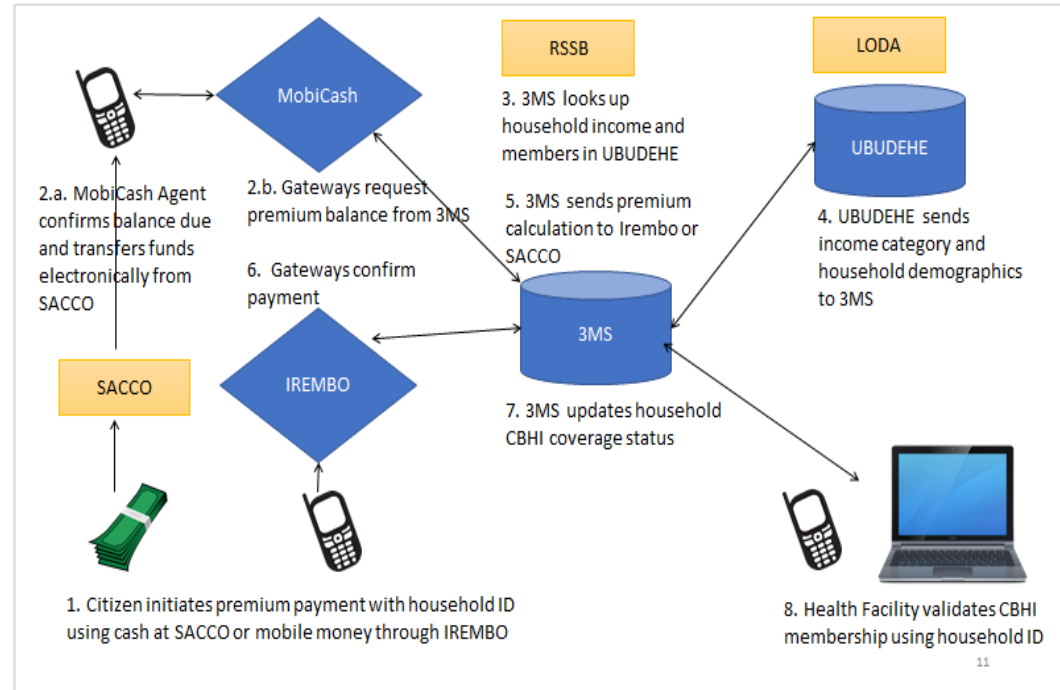 RSSB
LODA
MobiCash
3. 3MS looks up
household income and
members in UBUDEHE
UBUDEHE
2.a. MobiCash Agent
confirms balance due
and transfers funds
electronically from
SACCO
2.b. Gateways request
premium balance from 3MS
5. 3MS sends premium
calculation to Irembo or
SACCO
4. UBUDEHE sends
income category and
household demographics
to 3MS
6. Gateways confirm
payment
3MS
SACCO
IREMBO
7. 3MS updates household
CBHI coverage status
1. Citizen initiates premium payment with household ID
using cash at SACCO or mobile money through IREMBO
8. Health Facility validates CBHI
membership using household ID
11